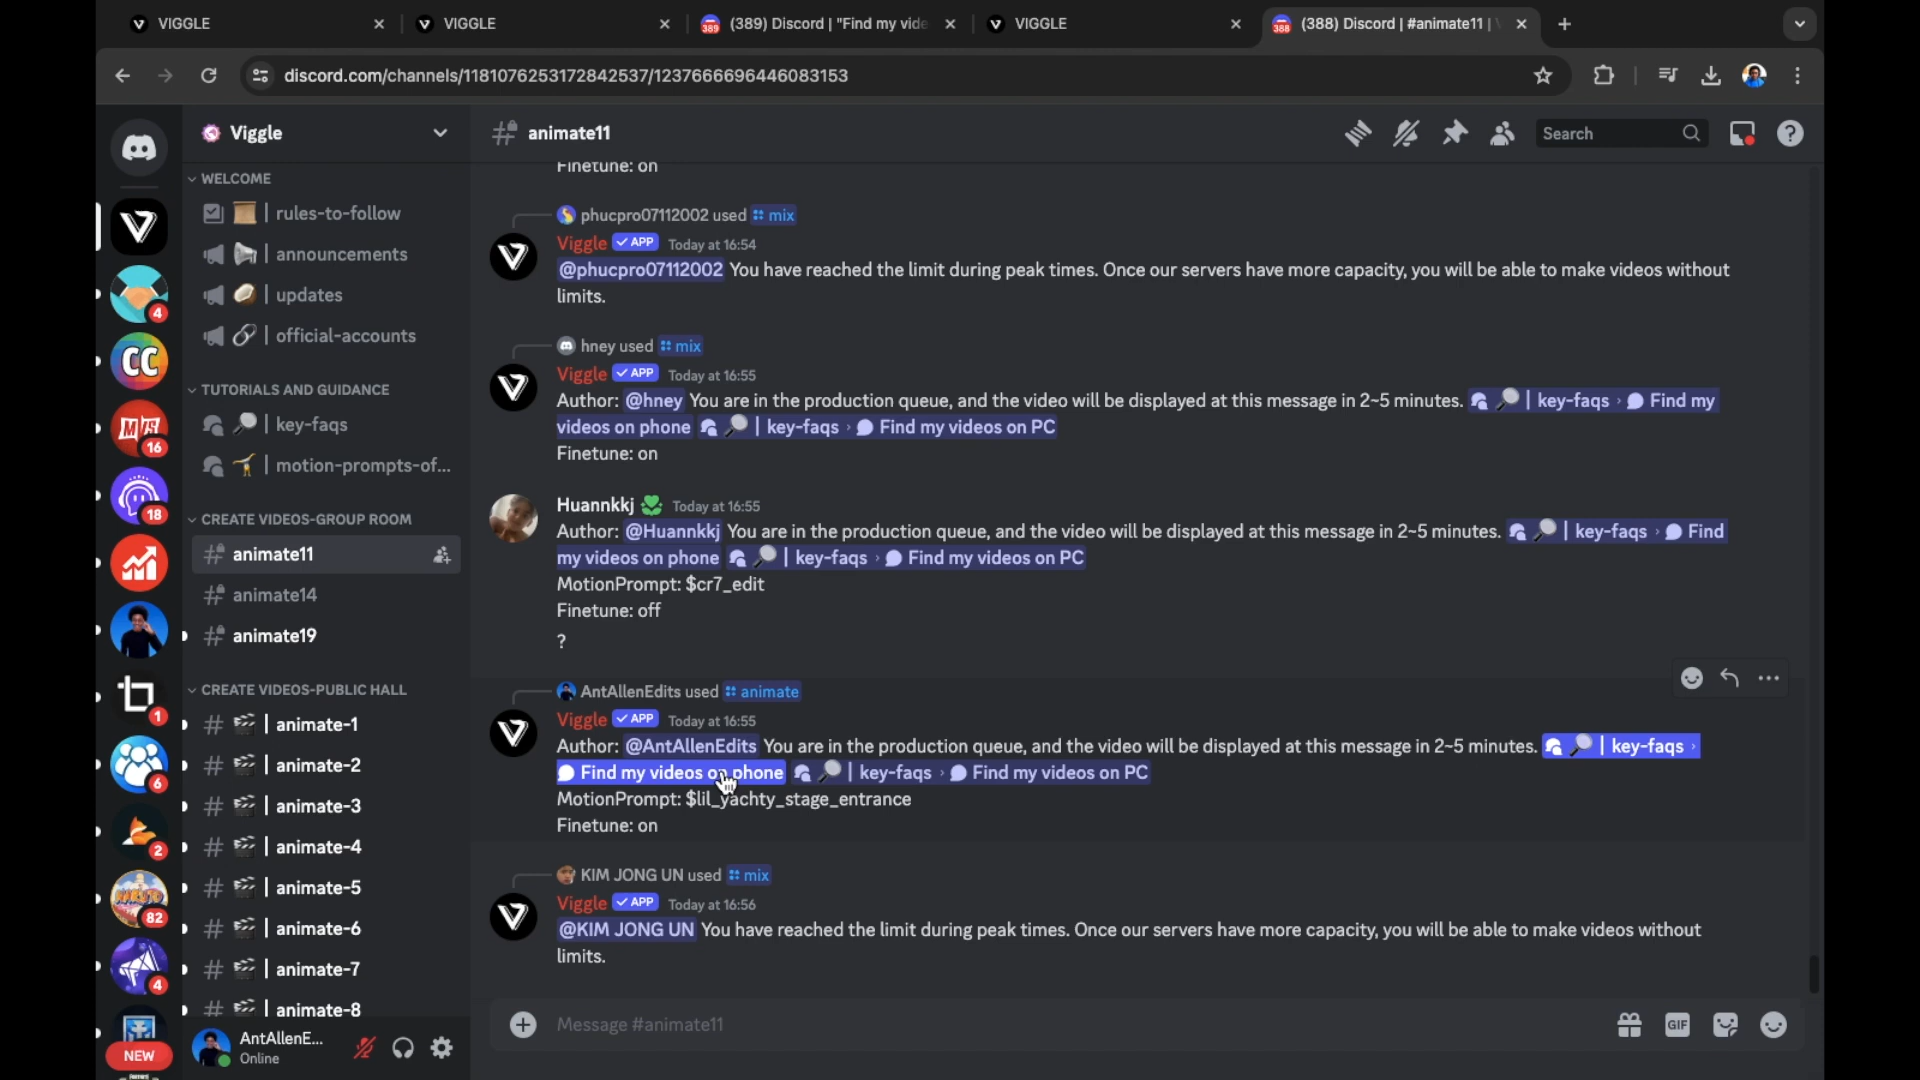 VIGGLE
VIGGLE
(389) Discord | "Find my vide
VIGGLE
(388) Discord | #animate11 |
discord.com/channels/1181076253172842537/1237666696446083153
Viggle
WELCOME
rules-to-follow
announcements
updates
official-accounts
TUTORIALS AND GUIDANCE
key-faqs
motion-prompts-of...
CREATE VIDEOS-GROUP ROOM
animate11
animate14
animate19
CREATE VIDEOS-PUBLIC HALL
# | animate-1
# | animate-2
# | animate-3
# | animate-4
# | animate-5
# | animate-6
# | animate-7
# | animate-8
AntAllenE...
Online
4
CC
16
18
1
6
2
82
4
NEW
animate11
Search
Finetune: on
phucpro07112002 used mix
Viggle APP Today at 16:54
@phucpro07112002 You have reached the limit during peak times. Once our servers have more capacity, you will be able to make videos without
limits.
hney used mix
Viggle APP Today at 16:55
Author: @hney You are in the production queue, and the video will be displayed at this message in 2~5 minutes. | key-faqs › Find my
videos on phone | key-faqs › Find my videos on PC
Finetune: on
Huannkkj Today at 16:55
Author: @Huannkkj You are in the production queue, and the video will be displayed at this message in 2~5 minutes. | key-faqs › Find
my videos on phone | key-faqs › Find my videos on PC
MotionPrompt: $cr7_edit
Finetune: off
?
AntAllenEdits used animate
Viggle APP Today at 16:55
Author: @AntAllenEdits You are in the production queue, and the video will be displayed at this message in 2~5 minutes. | key-faqs ›
Find my videos on phone | key-faqs › Find my videos on PC
MotionPrompt: $lil_yachty_stage_entrance
Finetune: on
KIM JONG UN used mix
Viggle APP Today at 16:56
@KIM JONG UN You have reached the limit during peak times. Once our servers have more capacity, you will be able to make videos without
limits.
Message #animate11
GIF